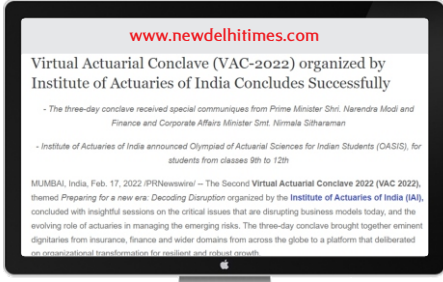 www.newdelhitimes.com
Virtual Actuarial Conclave (VAC-2022) organized by
Institute of Actuaries of India Concludes Successfully
- The three-day conclave received special communiques from Prime Minister Shri. Narendra Modi and
Finance and Corporate Affairs Minister Smt. Nirmala Sitharaman
- Institute of Actuaries of India announced Olympiad of Actuarial Sciences for Indian Students (OASIS), for
students from classes 9th to 12th
MUMBAI, India, Feb. 17, 2022 /PRNewswire/ -- The Second Virtual Actuarial Conclave 2022 (VAC 2022),
themed Preparing for a new era: Decoding Disruption organized by the Institute of Actuaries of India (IAI),
concluded with insightful sessions on the critical issues that are disrupting business models today, and the
evolving role of actuaries in managing the emerging risks. The three-day conclave brought together eminent
dignitaries from insurance, finance and wider domains from across the globe to a platform that deliberated
on organizational transformation for resilient and robust growth.